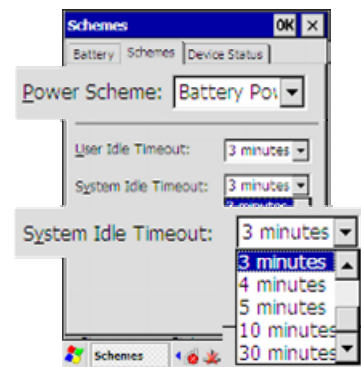 Schemes OK ×
Battery Schemes Device Status
Power Scheme: Battery Pow
User Idle Timeout: 3 minutes
System Idle Timeout: 3 minutes
System Idle Timeout: 3 minutes
3 minutes
4 minutes
5 minutes
10 minutes
30 minutes
Schemes